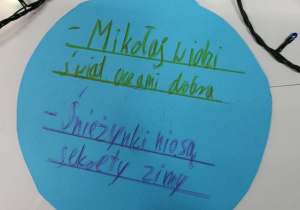 - Mikołaj widzi
świat oczami dobra
- Śnieżynki niosą
sekrety zimy